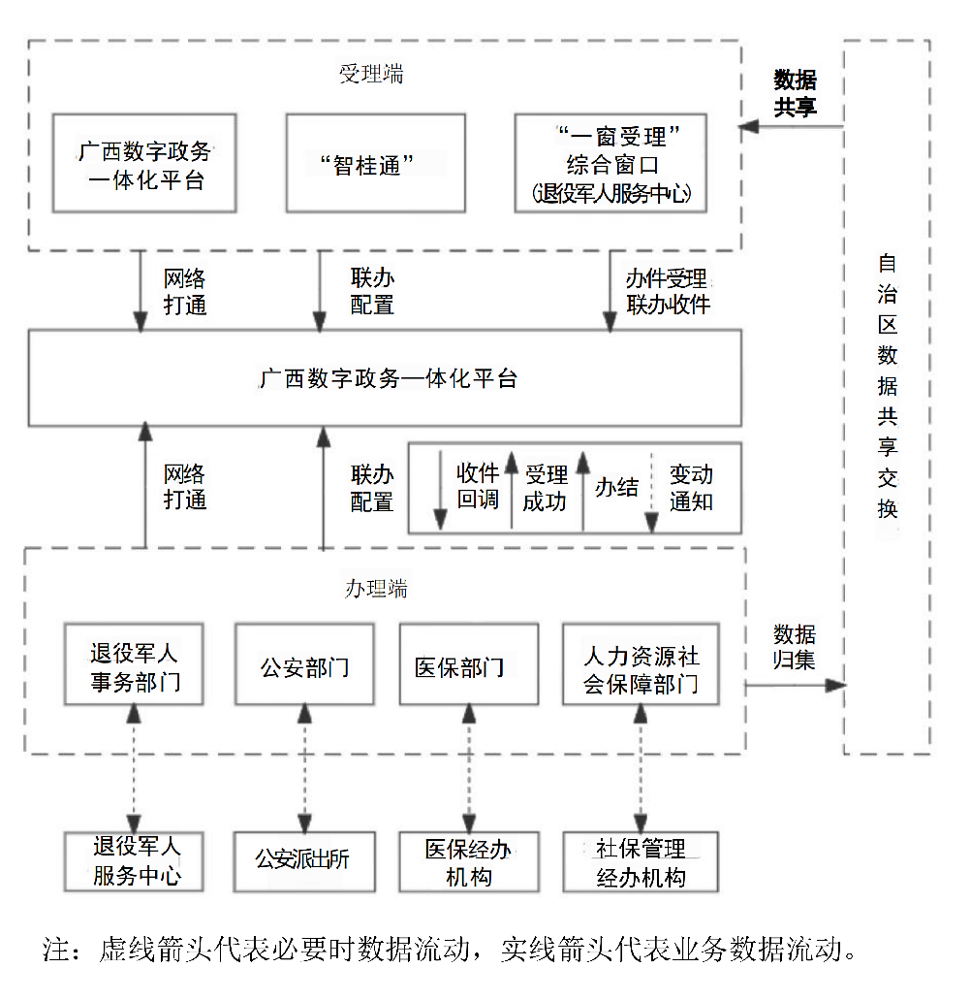 受理端
数据
共享
广西数字政务
一体化平台
“智桂通”
“一窗受理”
综合窗口
(退役军人服务中心)
网络
打通
联办
配置
办件受理
联办收件
广西数字政务一体化平台
自治区数据共享交换
网络
打通
联办
配置
收件
回调
受理
成功
办结
变动
通知
办理端
退役军人
事务部门
公安部门
医保部门
人力资源社
会保障部门
数据
归集
退役军人
服务中心
公安派出所
医保经办
机构
社保管理
经办机构
注：虚线箭头代表必要时数据流动，实线箭头代表业务数据流动。